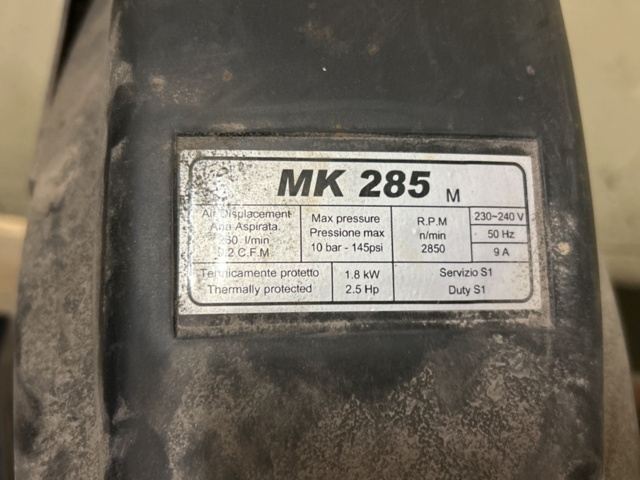 MK 285 M
Air Displacement
Aria Aspirata.
l/min
C.F.M
Max pressure
Pressione max
10 bar - 145psi
R.P.M
n/min
2850
230~240 V
50 Hz
9 A
Termicamente protetto
Thermally protected
1.8 kW
2.5 Hp
Servizio S1
Duty S1